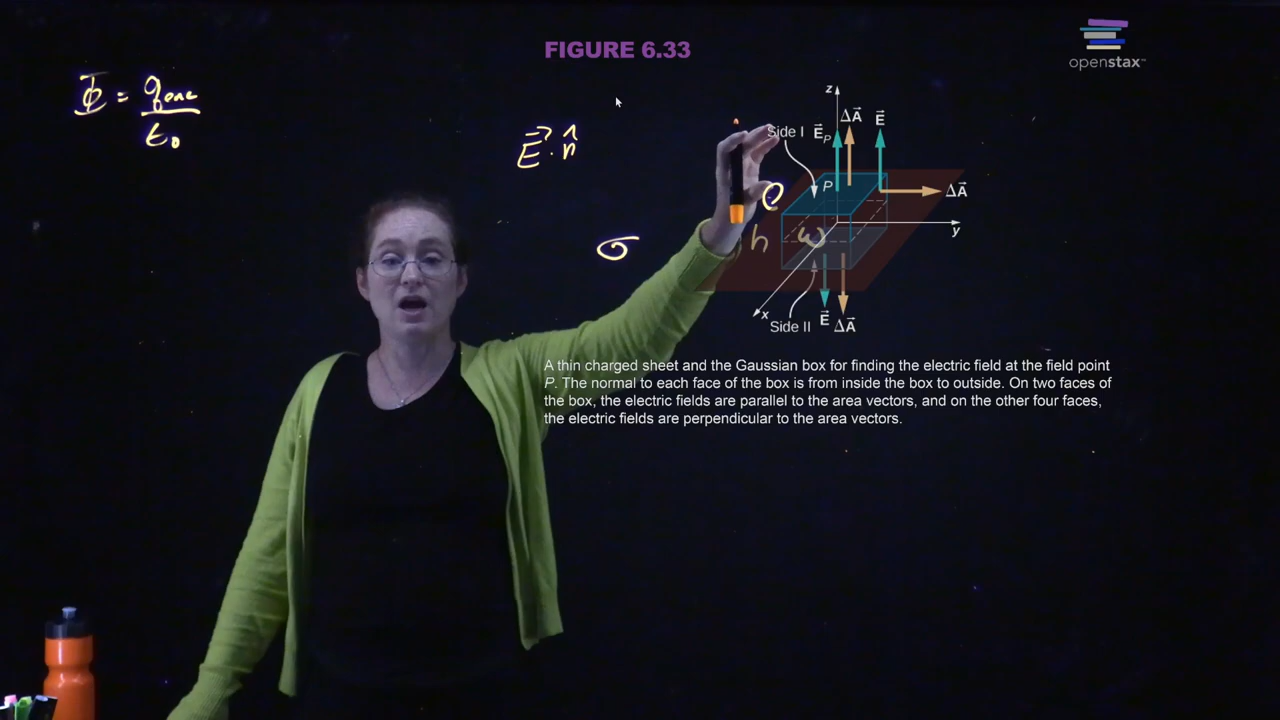 FIGURE 6.33
openstax™
Φ = qenc / ε0
E⃗ · n̂
σ
l
h
w
z
ΔA⃗
E⃗
Side I
E⃗P
P
ΔA⃗
y
x
Side II
E⃗
ΔA⃗
A thin charged sheet and the Gaussian box for finding the electric field at the field point
P. The normal to each face of the box is from inside the box to outside. On two faces of
the box, the electric fields are parallel to the area vectors, and on the other four faces,
the electric fields are perpendicular to the area vectors.